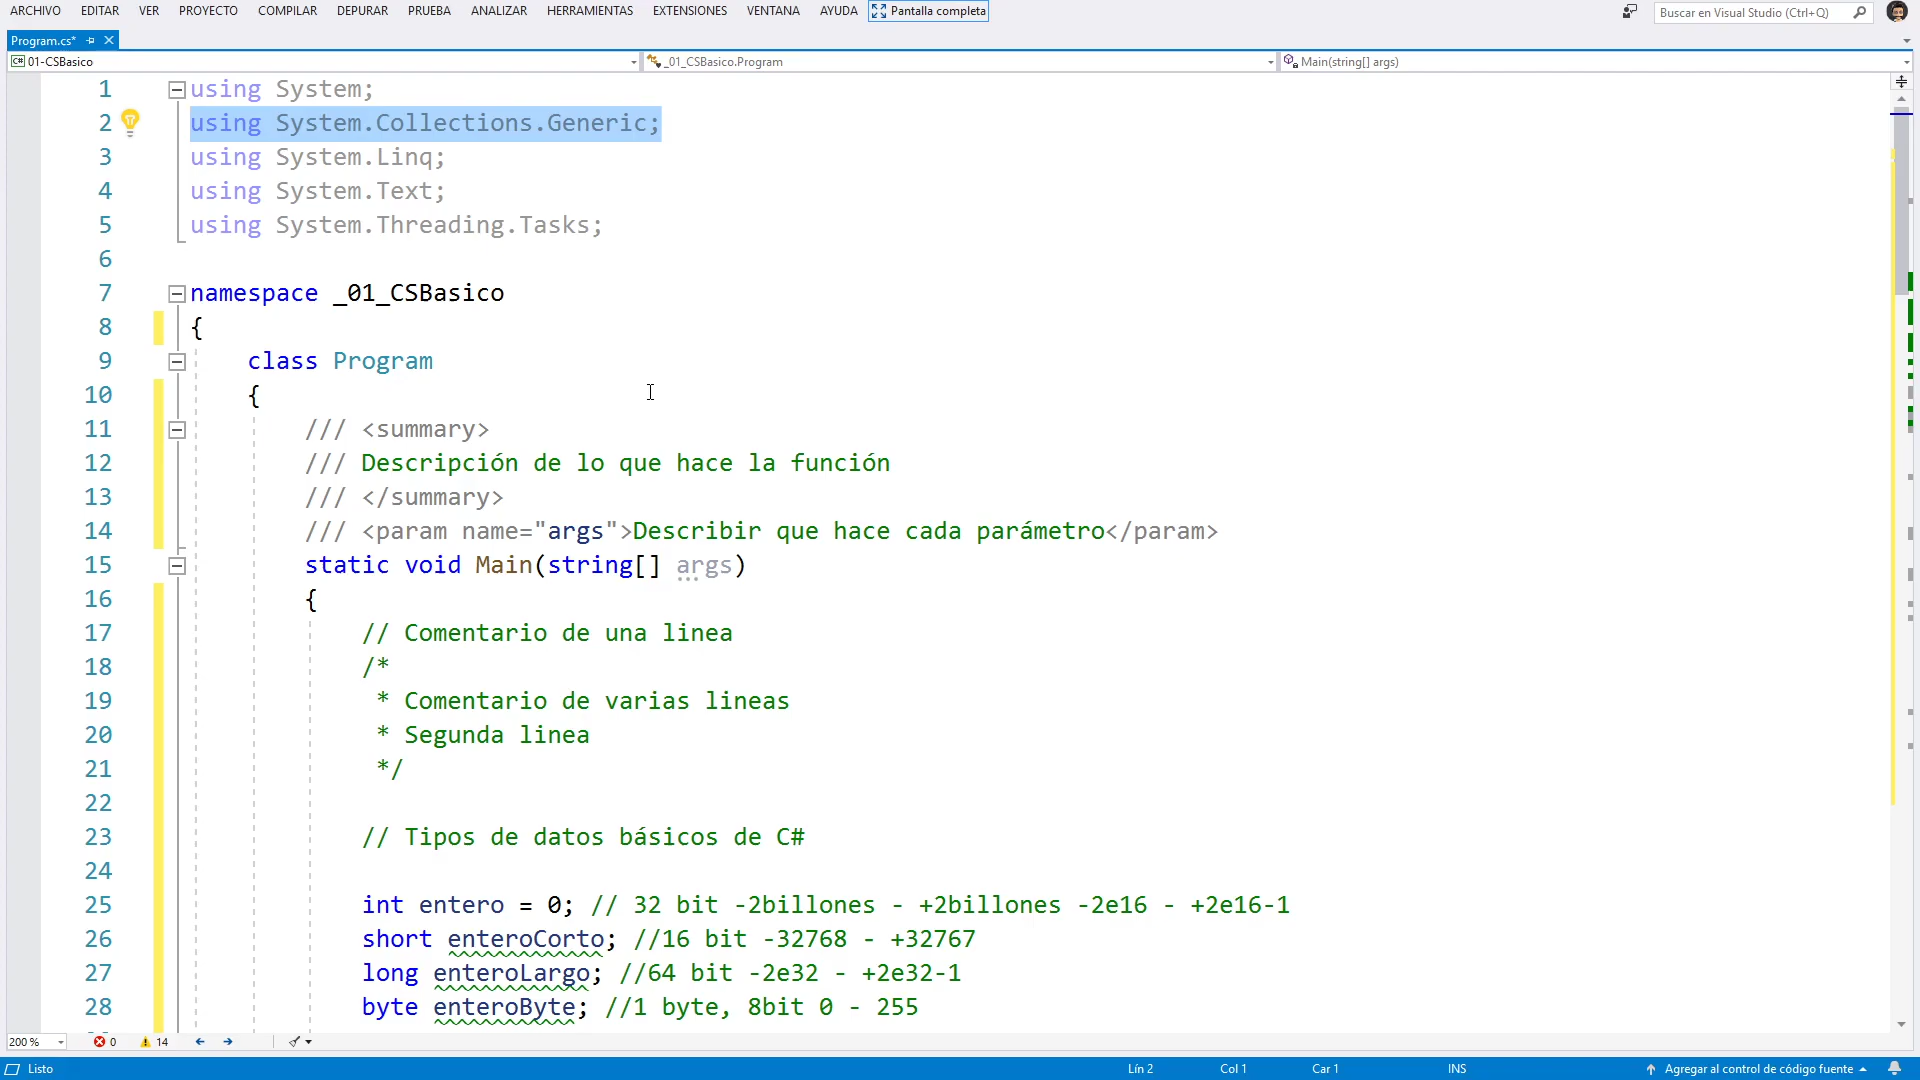 ARCHIVO EDITAR VER PROYECTO COMPILAR DEPURAR PRUEBA ANALIZAR HERRAMIENTAS EXTENSIONES VENTANA AYUDA Pantalla completa Buscar en Visual Studio (Ctrl+Q)
Program.cs*
C# 01-CSBasico _01_CSBasico.Program Main(string[] args)
1 using System;
2 using System.Collections.Generic;
3 using System.Linq;
4 using System.Text;
5 using System.Threading.Tasks;
6
7 namespace _01_CSBasico
8 {
9 class Program
10 {
11 /// <summary>
12 /// Descripción de lo que hace la función
13 /// </summary>
14 /// <param name="args">Describir que hace cada parámetro</param>
15 static void Main(string[] args)
16 {
17 // Comentario de una linea
18 /*
19 * Comentario de varias lineas
20 * Segunda linea
21 */
22
23 // Tipos de datos básicos de C#
24
25 int entero = 0; // 32 bit -2billones - +2billones -2e16 - +2e16-1
26 short enteroCorto; //16 bit -32768 - +32767
27 long enteroLargo; //64 bit -2e32 - +2e32-1
28 byte enteroByte; //1 byte, 8bit 0 - 255
200 % 0 14
Listo Lín 2 Col 1 Car 1 INS Agregar al control de código fuente